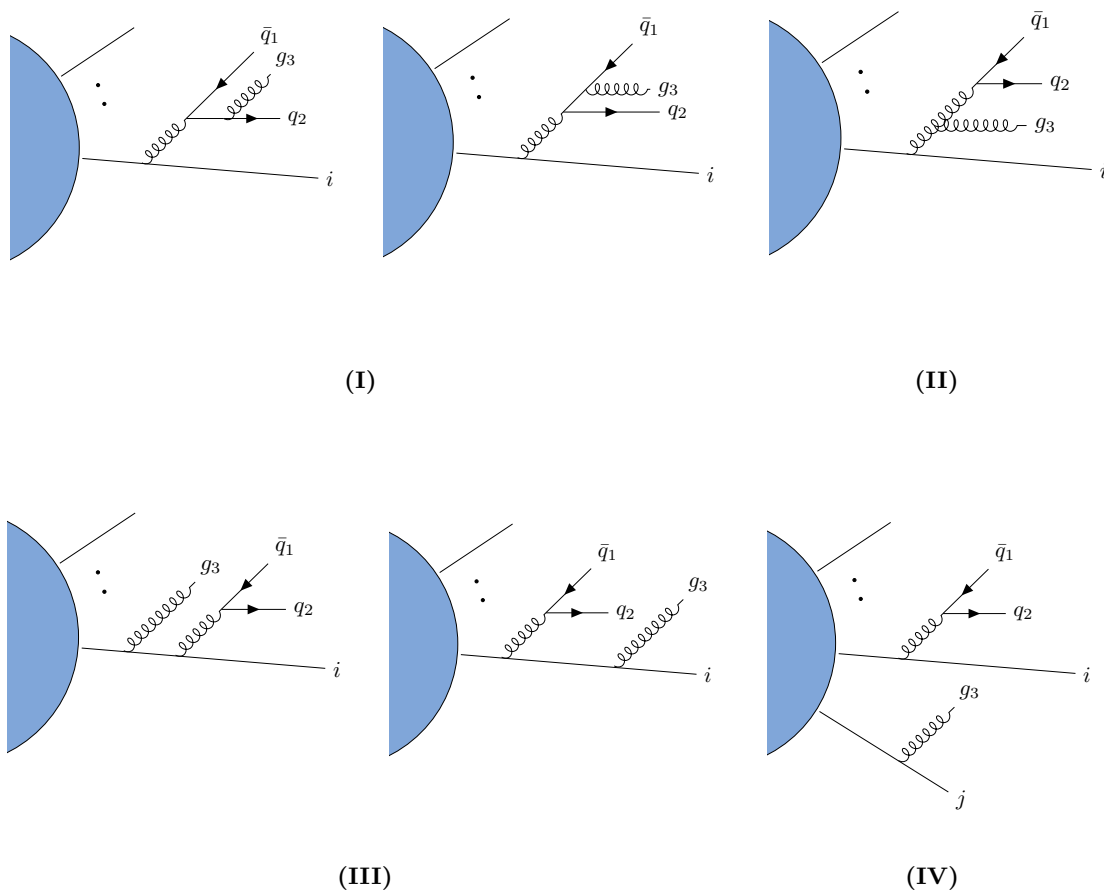 q̄₁ g₃ q₂ i
q̄₁ g₃ q₂ i
q̄₁ q₂ g₃ i
(I) (II)
g₃ q̄₁ q₂ i
q̄₁ q₂ g₃ i
q̄₁ q₂ i g₃ j
(III) (IV)